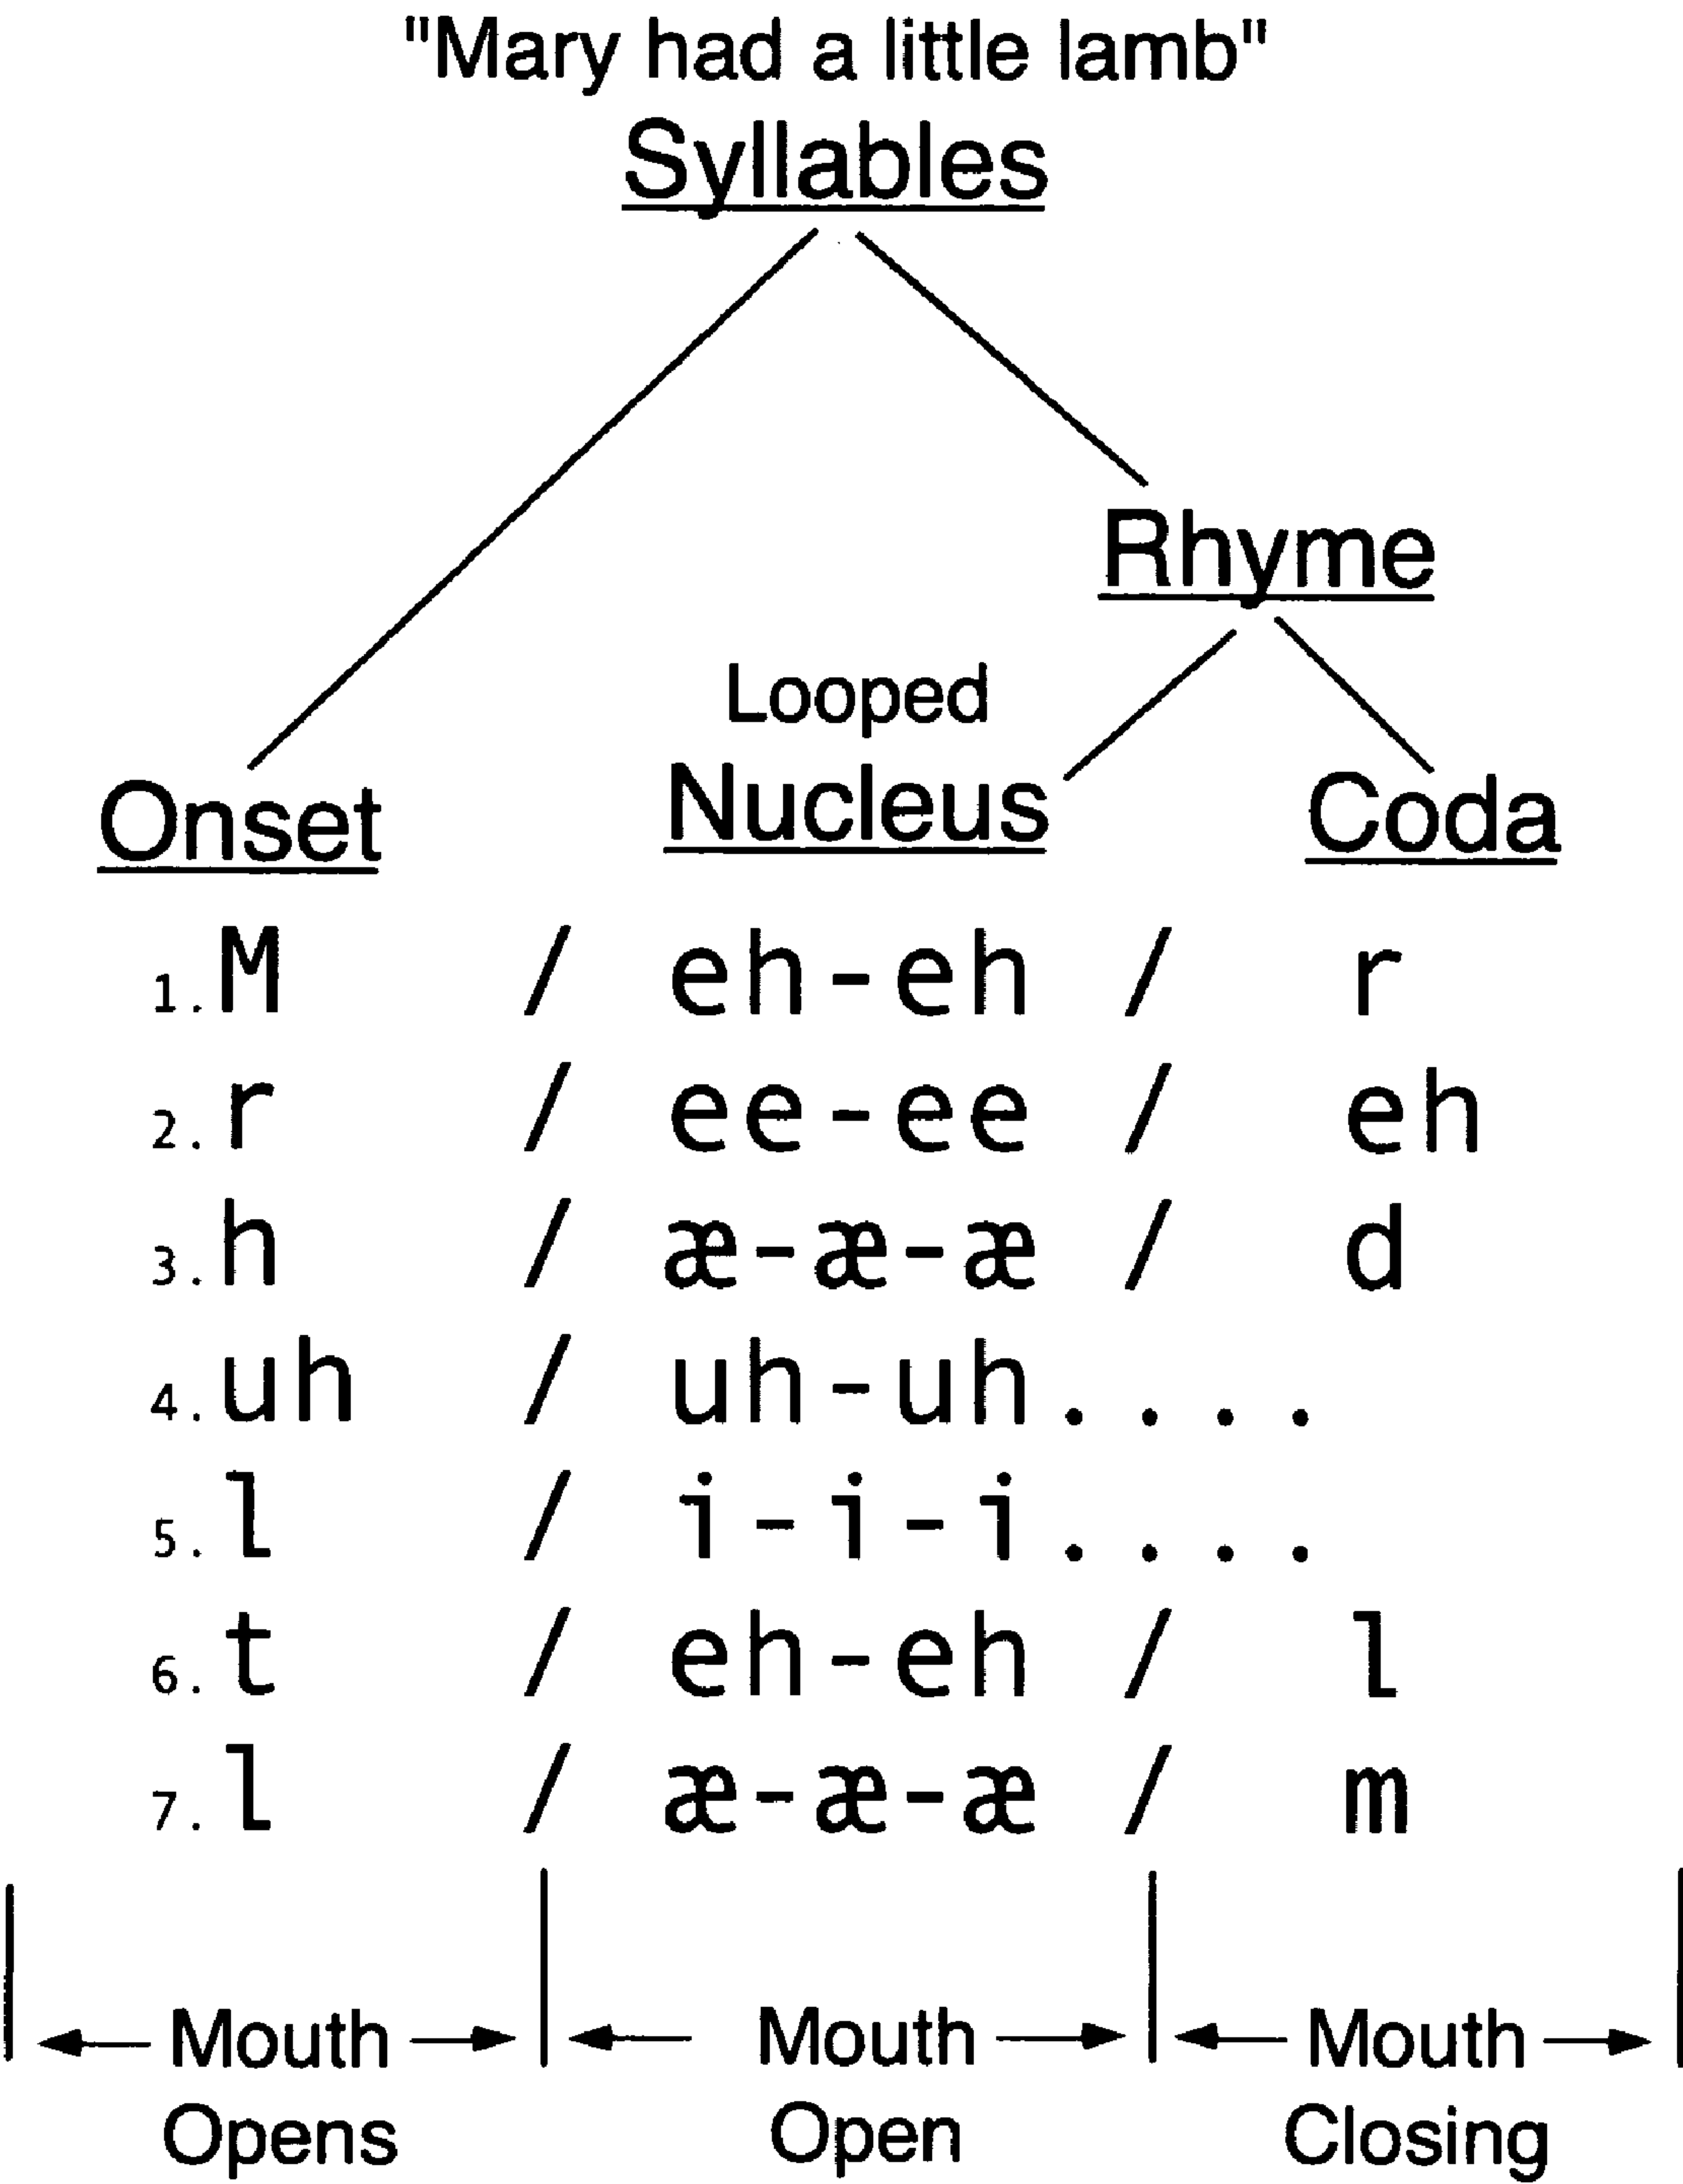 "Mary had a little lamb"
Syllables
Rhyme
Looped
Onset Nucleus Coda
1. M / eh-eh / r
2. r / ee-ee / eh
3. h / æ-æ-æ / d
4. uh / uh-uh....
5. l / i-i-i....
6. t / eh-eh / l
7. l / æ-æ-æ / m
Mouth Mouth Mouth
Opens Open Closing